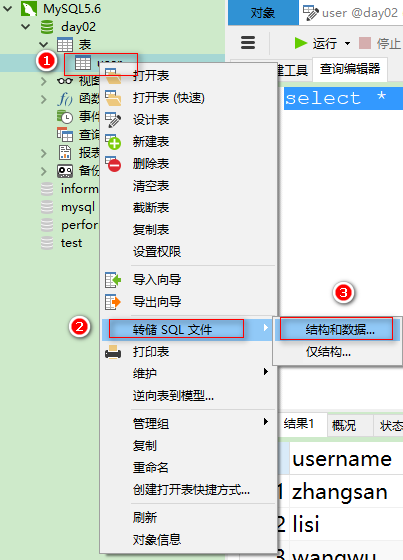 MySQL5.6
day02
表
1
user
视图
f()
函数
事件
查询
报表
备份
inform
mysql
perfor
test
对象
user @day02
运行
停止
建工具
查询编辑器
select *
打开表
打开表 (快速)
设计表
新建表
删除表
清空表
截断表
复制表
设置权限
导入向导
导出向导
2
转储 SQL 文件
3
结构和数据...
仅结构...
打印表
维护
逆向表到模型...
管理组
复制
重命名
创建打开表快捷方式...
刷新
对象信息
结果1
概况
状态
username
1 zhangsan
2 lisi
3 wangwu